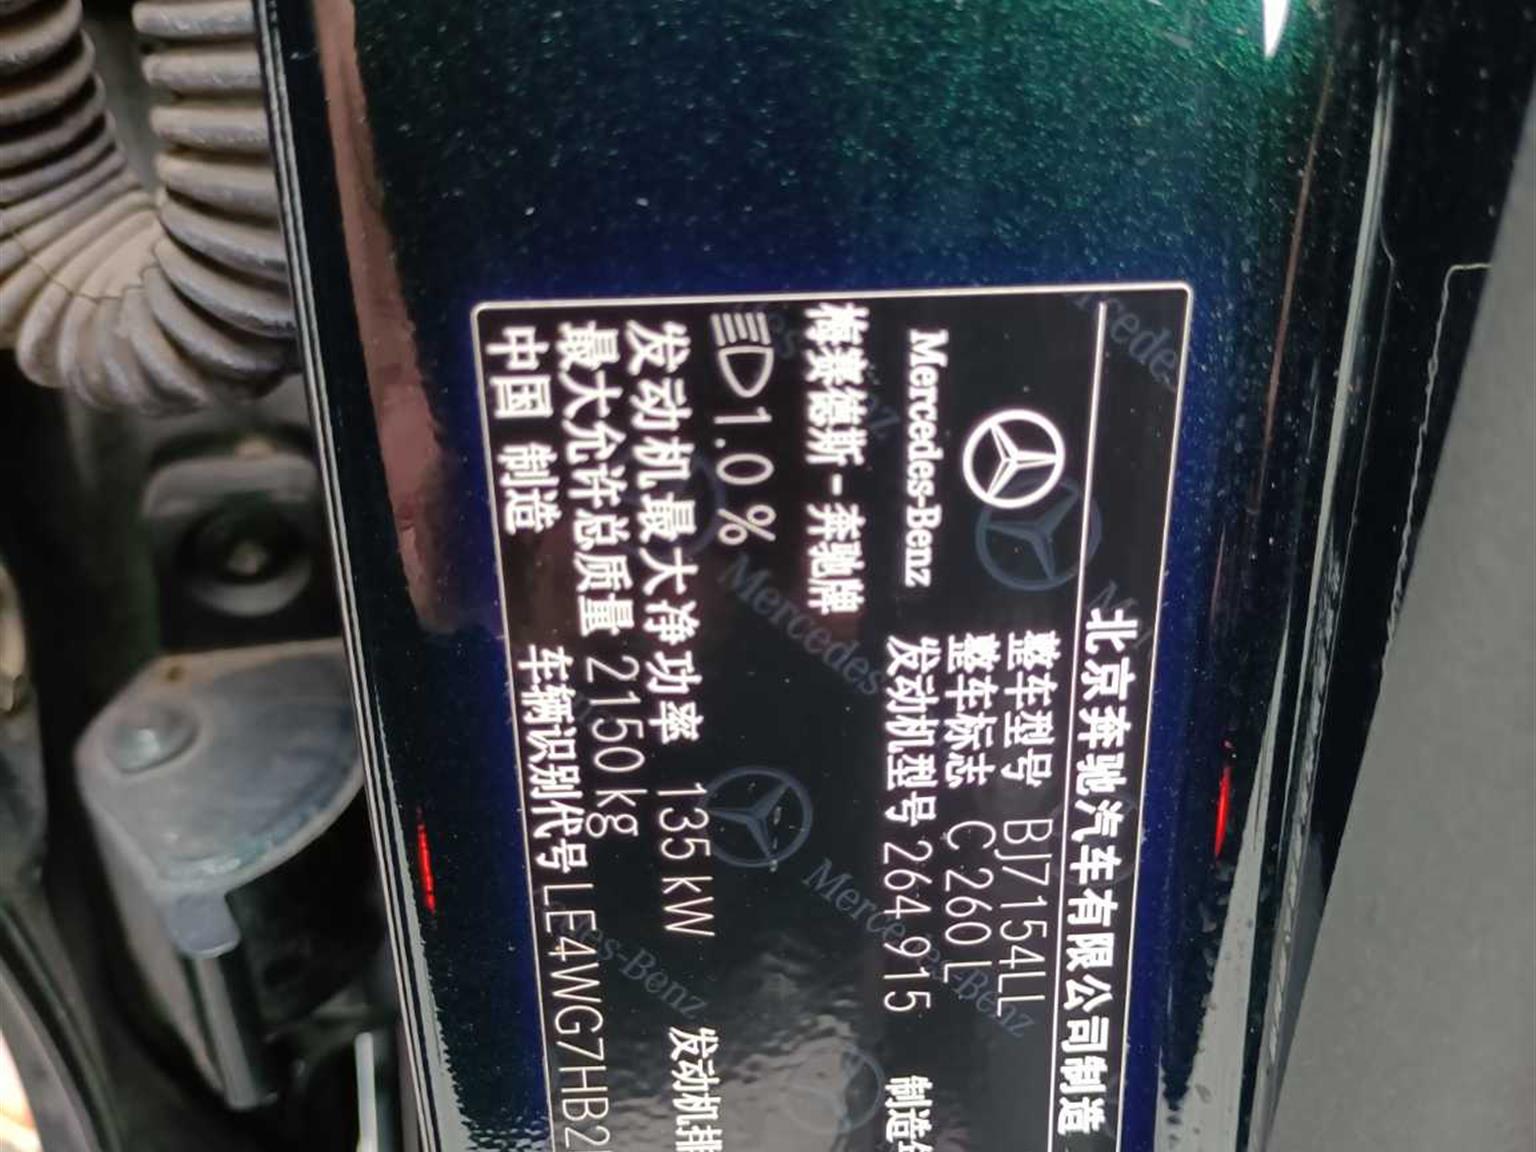 北京奔驰汽车有限公司制造
Mercedes-Benz
整车型号 BJ7154LL
整车标志 C 260 L
发动机型号 264 915 制造
梅赛德斯-奔驰牌
1.0 %
发动机最大净功率 135 kW 发动机排
最大允许总质量 2150 kg
中国 制造 车辆识别代号 LE4WG7HB2